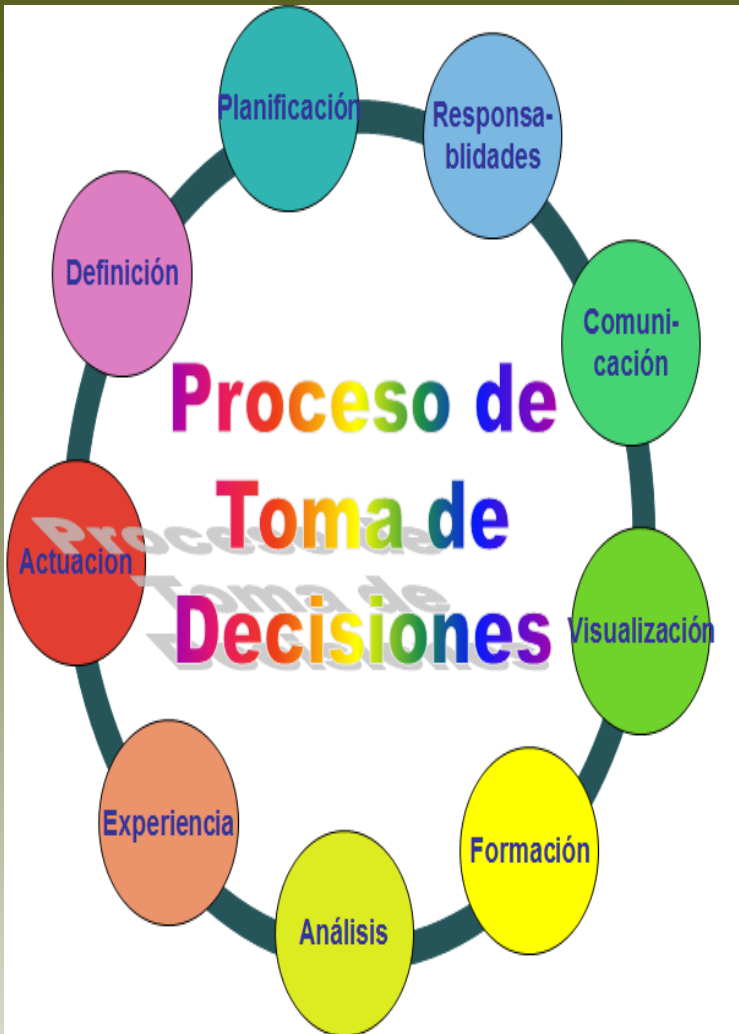 Planificación
Responsa-
blidades
Comuni-
cación
Visualización
Formación
Análisis
Experiencia
Actuacion
Definición
Proceso de
Toma de
Decisiones